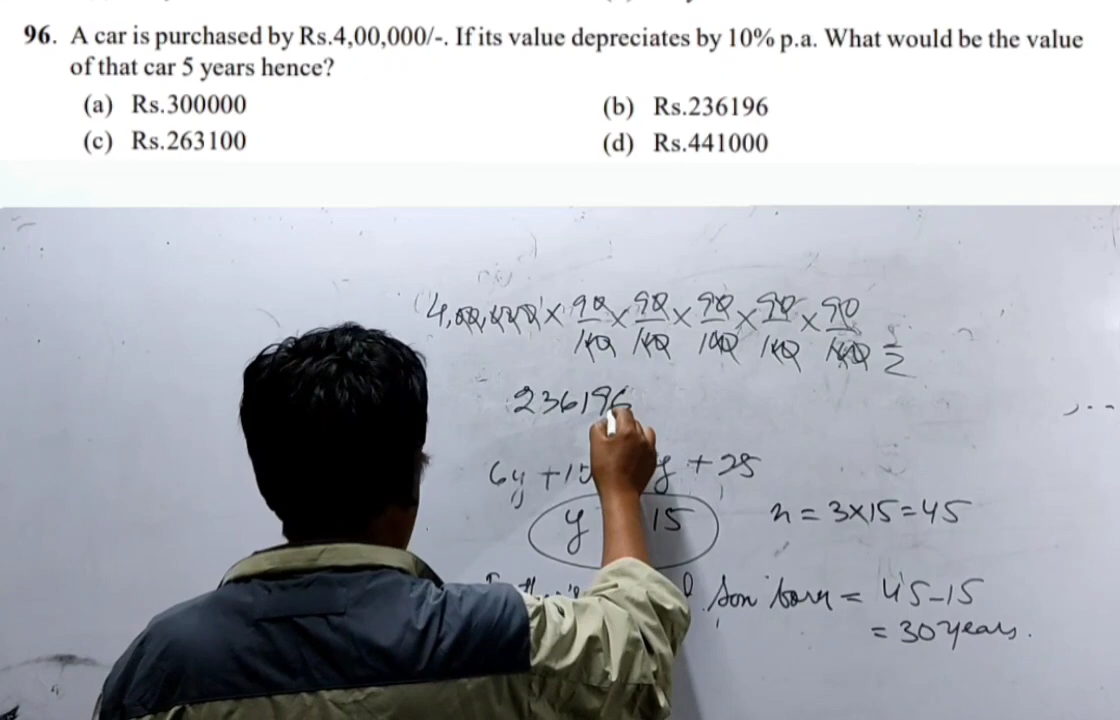 96. A car is purchased by Rs.4,00,000/-. If its value depreciates by 10% p.a. What would be the value
of that car 5 years hence?
(a) Rs.300000 (b) Rs.236196
(c) Rs.263100 (d) Rs.441000
4,00,000 × 90/100 × 90/100 × 90/100 × 90/100 × 90/100 =
236196
6y + 15 y + 25
y 15 n = 3×15=45
son born = 45-15
= 30 years.